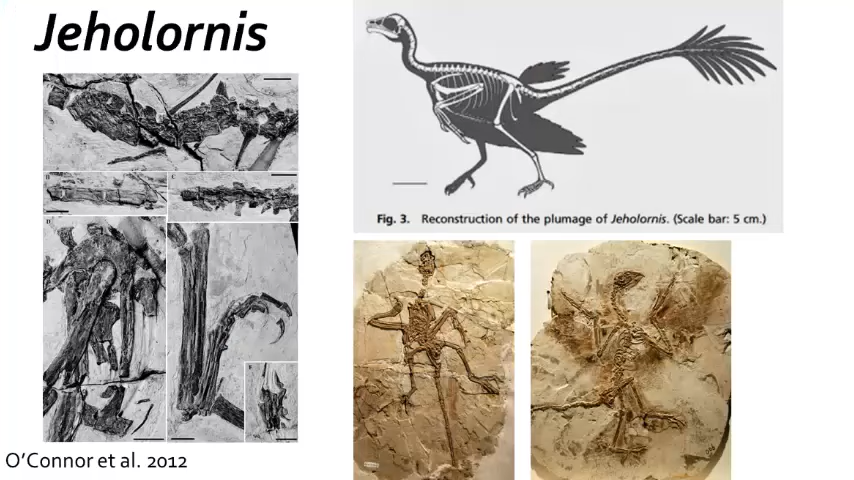 Jeholornis
Fig. 3. Reconstruction of the plumage of Jeholornis. (Scale bar: 5 cm.)
O'Connor et al. 2012